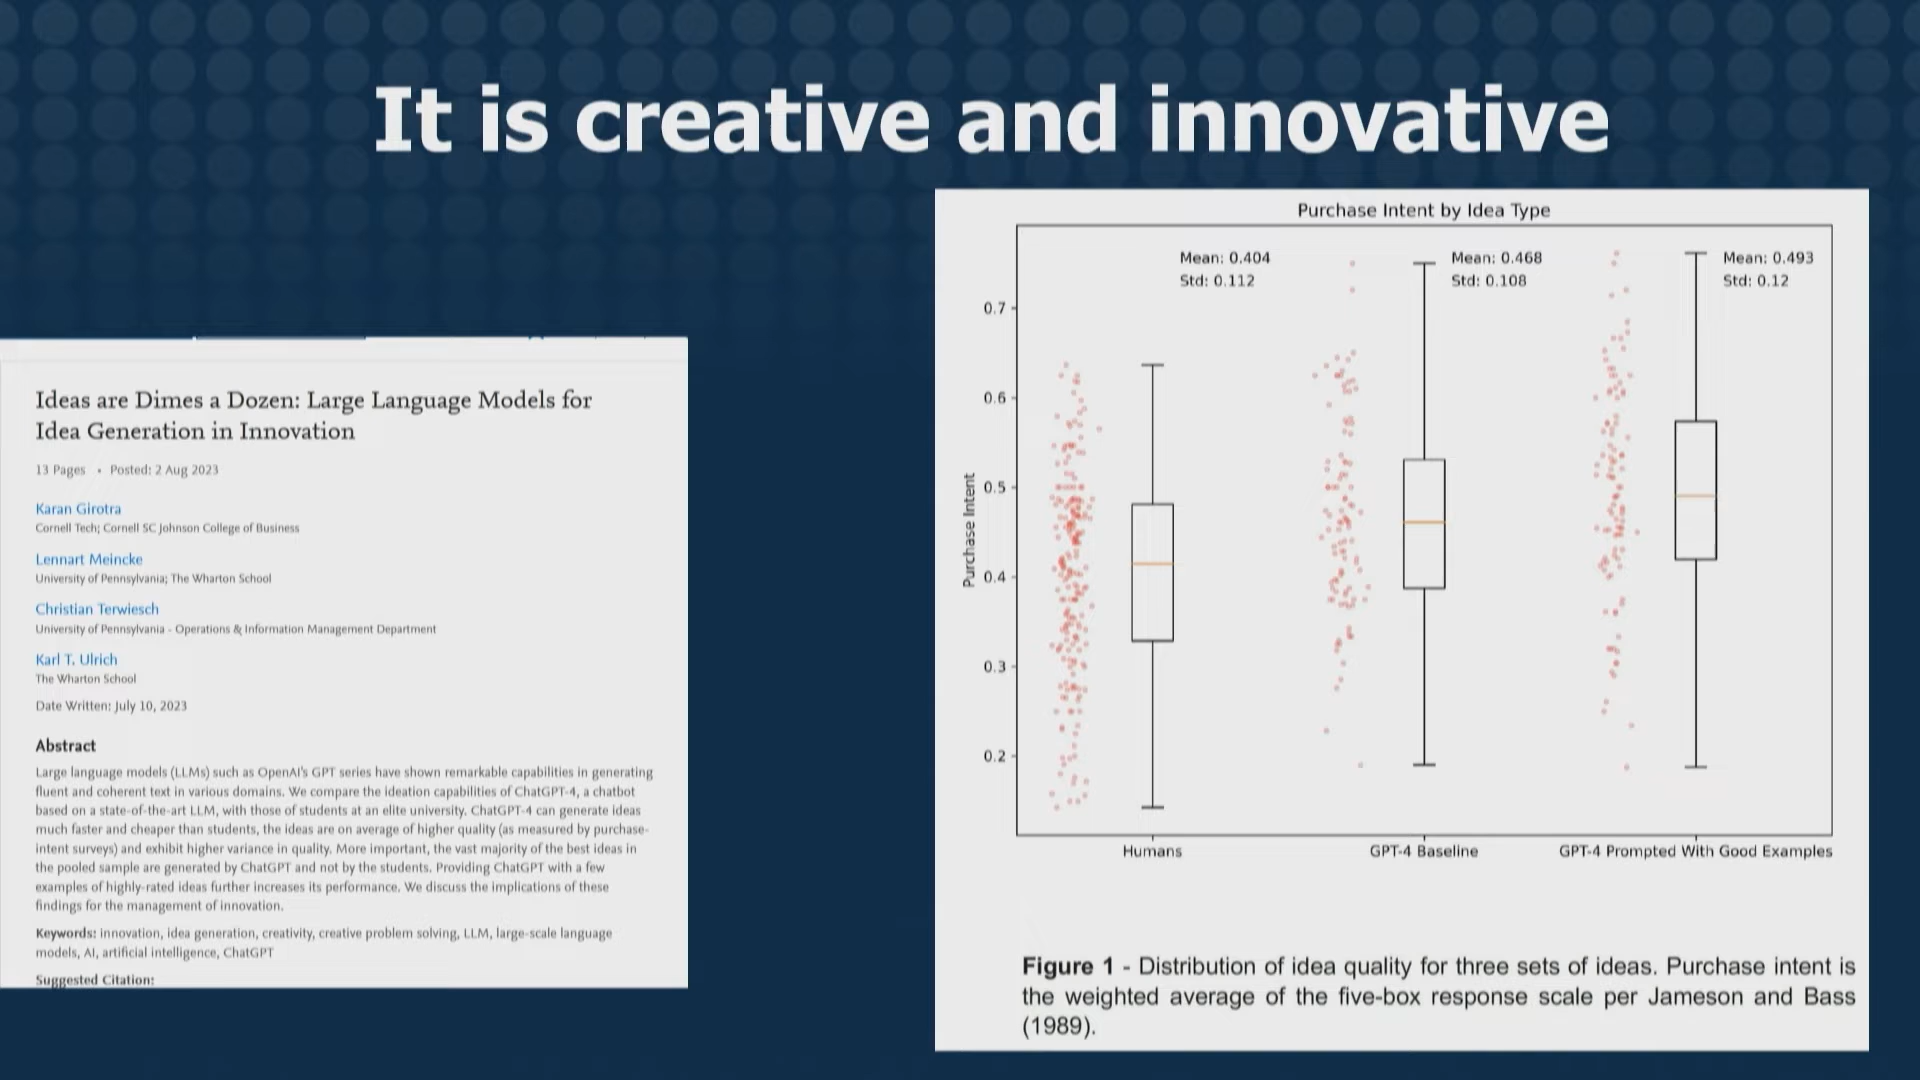 It is creative and innovative
Ideas are Dimes a Dozen: Large Language Models for
Idea Generation in Innovation
13 Pages • Posted: 2 Aug 2023
Karan Girotra
Cornell Tech; Cornell SC Johnson College of Business
Lennart Meincke
University of Pennsylvania; The Wharton School
Christian Terwiesch
University of Pennsylvania - Operations & Information Management Department
Karl T. Ulrich
The Wharton School
Date Written: July 10, 2023
Abstract
Large language models (LLMs) such as OpenAI's GPT series have shown remarkable capabilities in generating
fluent and coherent text in various domains. We compare the ideation capabilities of ChatGPT-4, a chatbot
based on a state-of-the-art LLM, with those of students at an elite university. ChatGPT-4 can generate ideas
much faster and cheaper than students, the ideas are on average of higher quality (as measured by purchase-
intent surveys) and exhibit higher variance in quality. More important, the vast majority of the best ideas in
the pooled sample are generated by ChatGPT and not by the students. Providing ChatGPT with a few
examples of highly-rated ideas further increases its performance. We discuss the implications of these
findings for the management of innovation.
Keywords: innovation, idea generation, creativity, creative problem solving, LLM, large-scale language
models, AI, artificial intelligence, ChatGPT
Suggested Citation:
Purchase Intent by Idea Type
Mean: 0.404
Std: 0.112
Mean: 0.468
Std: 0.108
Mean: 0.493
Std: 0.12
Purchase Intent
0.7
0.6
0.5
0.4
0.3
0.2
Humans
GPT-4 Baseline
GPT-4 Prompted With Good Examples
Figure 1 - Distribution of idea quality for three sets of ideas. Purchase intent is
the weighted average of the five-box response scale per Jameson and Bass
(1989).